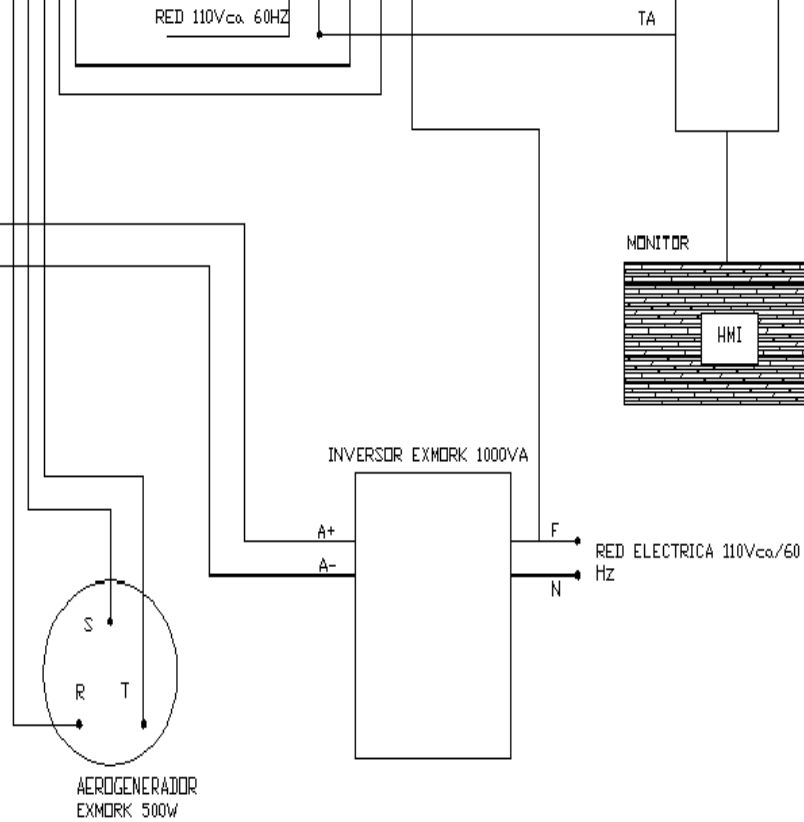 RED 110Vca 60HZ
TA
MONITOR
HMI
INVERSOR EXMORK 1000VA
A+
A-
F
N
RED ELECTRICA 110Vca/60
Hz
S
R
T
AEROGENERADOR
EXMORK 500W